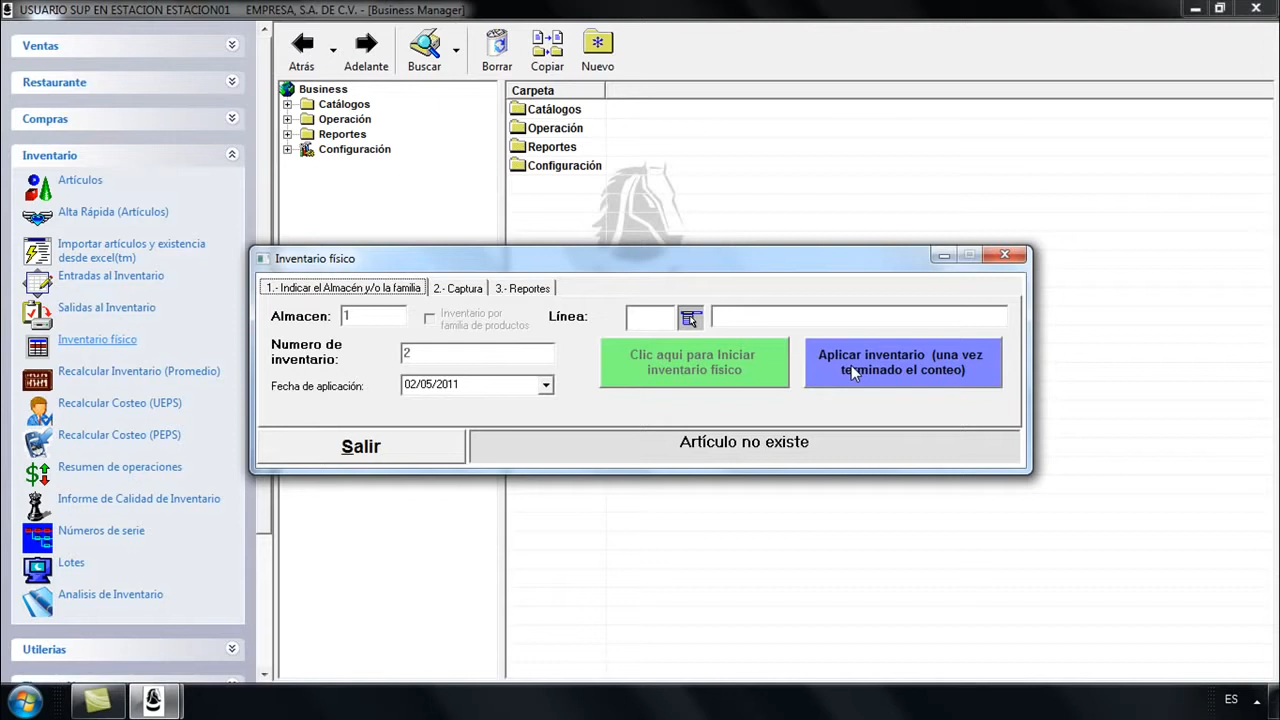 USUARIO SUP EN ESTACION ESTACION01 EMPRESA, S.A. DE C.V. - [Business Manager]
Ventas
Restaurante
Compras
Inventario
Artículos
Alta Rápida (Artículos)
Importar artículos y existencia
desde excel(tm)
Entradas al Inventario
Salidas al Inventario
Inventario físico
Recalcular Inventario (Promedio)
Recalcular Costeo (UEPS)
Recalcular Costeo (PEPS)
Resumen de operaciones
Informe de Calidad de Inventario
Números de serie
Lotes
Analisis de Inventario
Utilerias
Atrás
Adelante
Buscar
Borrar
Copiar
Nuevo
Business
Catálogos
Operación
Reportes
Configuración
Carpeta
Catálogos
Operación
Reportes
Configuración
Inventario físico
1.- Indicar el Almacén y/o la familia
2.- Captura
3.- Reportes
Almacen: 1
Inventario por
familia de productos
Línea:
Numero de
inventario: 2
Fecha de aplicación: 02/05/2011
Clic aqui para Iniciar
inventario fisico
Aplicar inventario (una vez
terminado el conteo)
Salir
Artículo no existe
ES